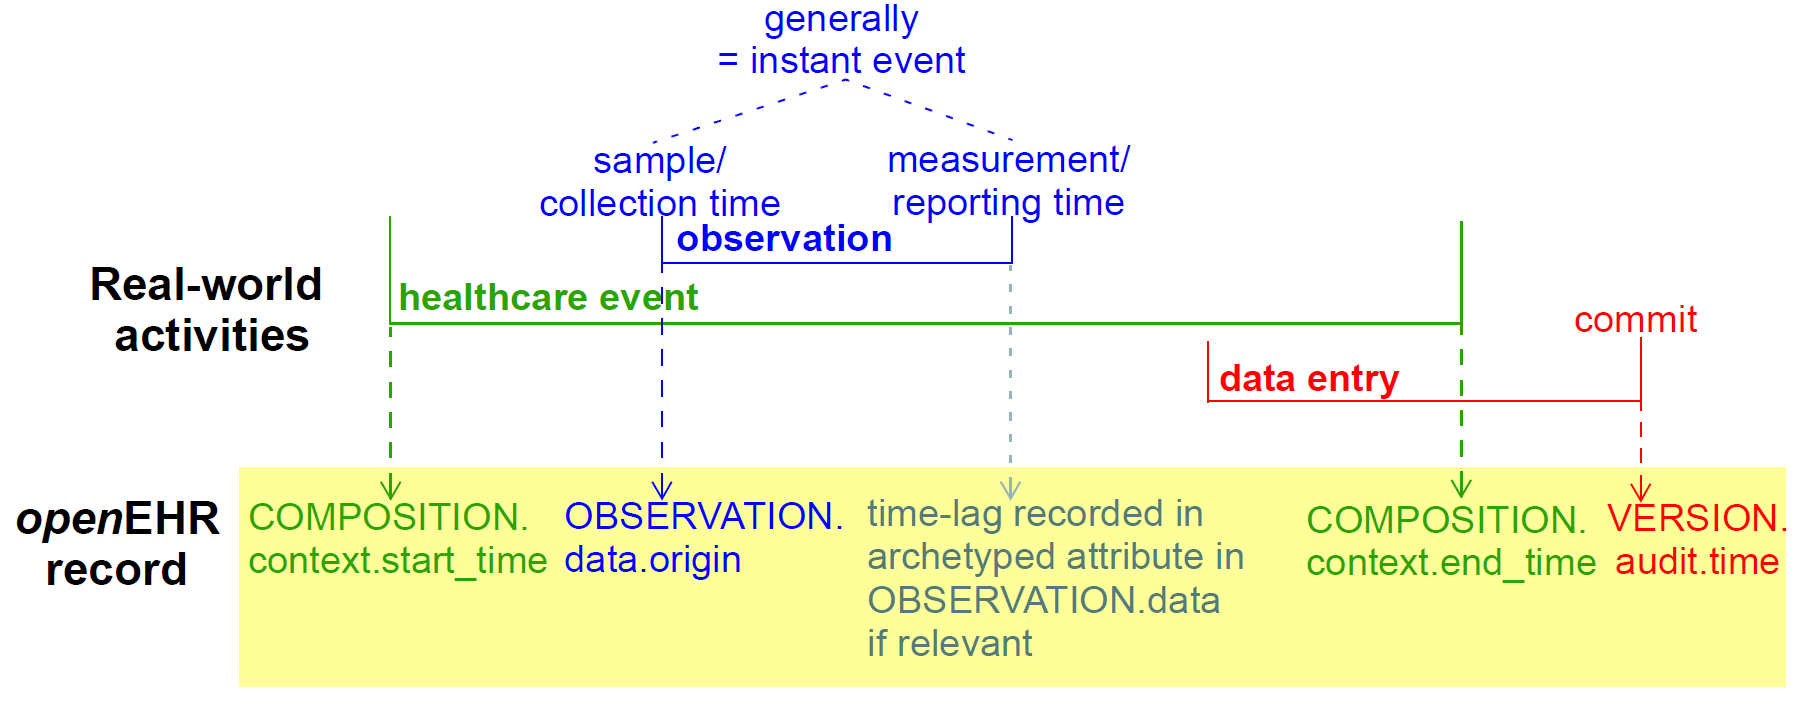 generally
= instant event
sample/
collection time
measurement/
reporting time
observation
Real-world
activities
healthcare event
commit
data entry
openEHR
record
COMPOSITION.
context.start_time
OBSERVATION.
data.origin
time-lag recorded in
archetyped attribute in
OBSERVATION.data
if relevant
COMPOSITION.
context.end_time
VERSION.
audit.time